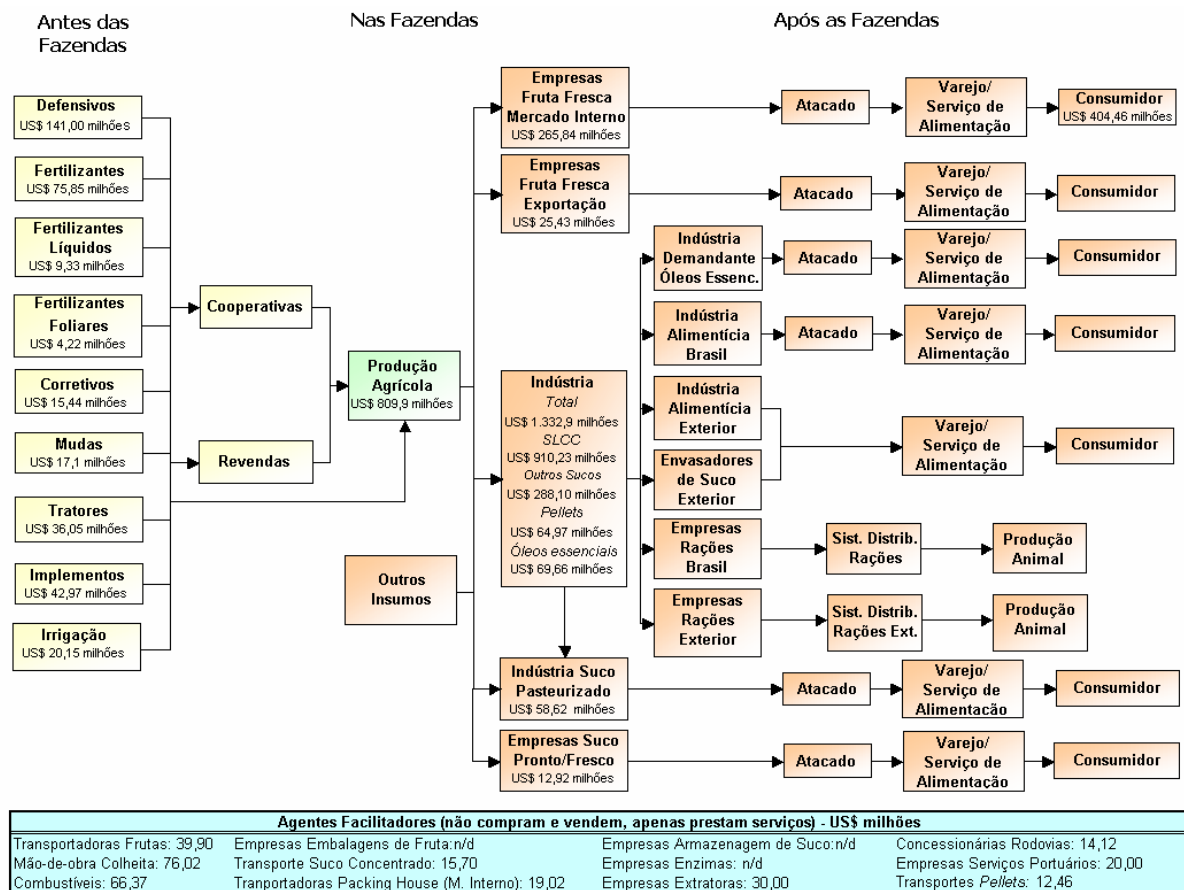 Antes das
Fazendas
Nas Fazendas
Após as Fazendas
Defensivos
US$ 141,00 milhões
Fertilizantes
US$ 75,85 milhões
Fertilizantes
Líquidos
US$ 9,33 milhões
Fertilizantes
Foliares
US$ 4,22 milhões
Corretivos
US$ 15,44 milhões
Mudas
US$ 17,1 milhões
Tratores
US$ 36,05 milhões
Implementos
US$ 42,97 milhões
Irrigação
US$ 20,15 milhões
Cooperativas
Revendas
Produção
Agrícola
US$ 809,9 milhões
Outros
Insumos
Empresas
Fruta Fresca
Mercado Interno
US$ 265,84 milhões
Atacado
Varejo/
Serviço de
Alimentação
Consumidor
US$ 404,46 milhões
Empresas
Fruta Fresca
Exportação
US$ 25,43 milhões
Atacado
Varejo/
Serviço de
Alimentação
Consumidor
Indústria
Total
US$ 1.332,9 milhões
SLCC
US$ 910,23 milhões
Outros Sucos
US$ 288,10 milhões
Pellets
US$ 64,97 milhões
Óleos essenciais
US$ 69,66 milhões
Indústria
Demandante
Óleos Essenc.
Atacado
Varejo/
Serviço de
Alimentação
Consumidor
Indústria
Alimentícia
Brasil
Atacado
Varejo/
Serviço de
Alimentação
Consumidor
Indústria
Alimentícia
Exterior
Envasadores
de Suco
Exterior
Varejo/
Serviço de
Alimentação
Consumidor
Empresas
Rações
Brasil
Sist. Distrib.
Rações
Produção
Animal
Empresas
Rações
Exterior
Sist. Distrib.
Rações Ext.
Produção
Animal
Indústria Suco
Pasteurizado
US$ 58,62 milhões
Atacado
Varejo/
Serviço de
Alimentacão
Consumidor
Empresas Suco
Pronto/Fresco
US$ 12,92 milhões
Atacado
Varejo/
Serviço de
Alimentação
Consumidor
Agentes Facilitadores (não compram e vendem, apenas prestam serviços) - US$ milhões
Transportadoras Frutas: 39,90 Empresas Embalagens de Fruta:n/d Empresas Armazenagem de Suco:n/d Concessionárias Rodovias: 14,12
Mão-de-obra Colheita: 76,02 Transporte Suco Concentrado: 15,70 Empresas Enzimas: n/d Empresas Serviços Portuários: 20,00
Combustíveis: 66,37 Tranportadoras Packing House (M. Interno): 19,02 Empresas Extratoras: 30,00 Transportes Pellets: 12,46